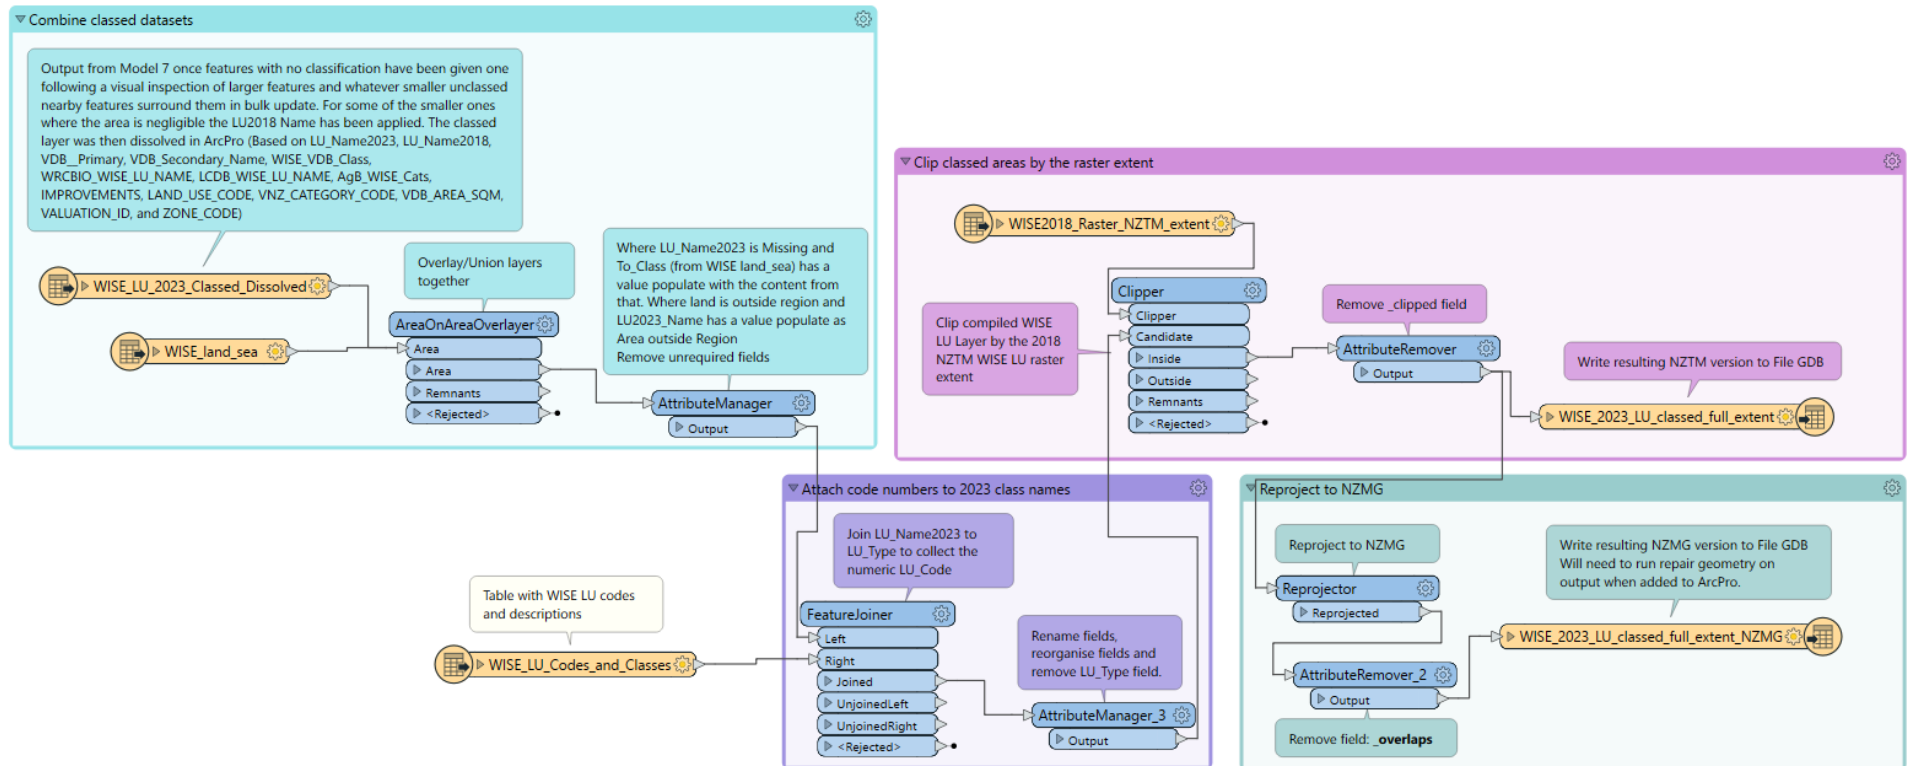 Combine classed datasets
Output from Model 7 once features with no classification have been given one
following a visual inspection of larger features and whatever smaller unclassed
nearby features surround them in bulk update. For some of the smaller ones
where the area is negligible the LU2018 Name has been applied. The classed
layer was then dissolved in ArcPro (Based on LU_Name2023, LU_Name2018,
VDB__Primary, VDB_Secondary_Name, WISE_VDB_Class,
WRCBIO_WISE_LU_NAME, LCDB_WISE_LU_NAME, AgB_WISE_Cats,
IMPROVEMENTS, LAND_USE_CODE, VNZ_CATEGORY_CODE, VDB_AREA_SQM,
VALUATION_ID, and ZONE_CODE)
WISE_LU_2023_Classed_Dissolved
WISE_land_sea
Overlay/Union layers
together
AreaOnAreaOverlayer
Area
Area
Remnants
<Rejected>
Where LU_Name2023 is Missing and
To_Class (from WISE land_sea) has a
value populate with the content from
that. Where land is outside region and
LU2023_Name has a value populate as
Area outside Region
Remove unrequired fields
AttributeManager
Output
Clip classed areas by the raster extent
WISE2018_Raster_NZTM_extent
Clip compiled WISE
LU Layer by the 2018
NZTM WISE LU raster
extent
Clipper
Clipper
Candidate
Inside
Outside
Remnants
<Rejected>
Remove _clipped field
AttributeRemover
Output
Write resulting NZTM version to File GDB
WISE_2023_LU_classed_full_extent
Attach code numbers to 2023 class names
Join LU_Name2023 to
LU_Type to collect the
numeric LU_Code
Table with WISE LU codes
and descriptions
WISE_LU_Codes_and_Classes
FeatureJoiner
Left
Right
Joined
UnjoinedLeft
UnjoinedRight
<Rejected>
Rename fields,
reorganise fields and
remove LU_Type field.
AttributeManager_3
Output
Reproject to NZMG
Reproject to NZMG
Reprojector
Reprojected
AttributeRemover_2
Output
Remove field: _overlaps
Write resulting NZMG version to File GDB
Will need to run repair geometry on
output when added to ArcPro.
WISE_2023_LU_classed_full_extent_NZMG